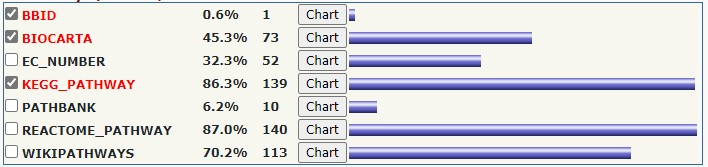 BBID 0.6% 1 Chart
BIOCARTA 45.3% 73 Chart
EC_NUMBER 32.3% 52 Chart
KEGG_PATHWAY 86.3% 139 Chart
PATHBANK 6.2% 10 Chart
REACTOME_PATHWAY 87.0% 140 Chart
WIKIPATHWAYS 70.2% 113 Chart